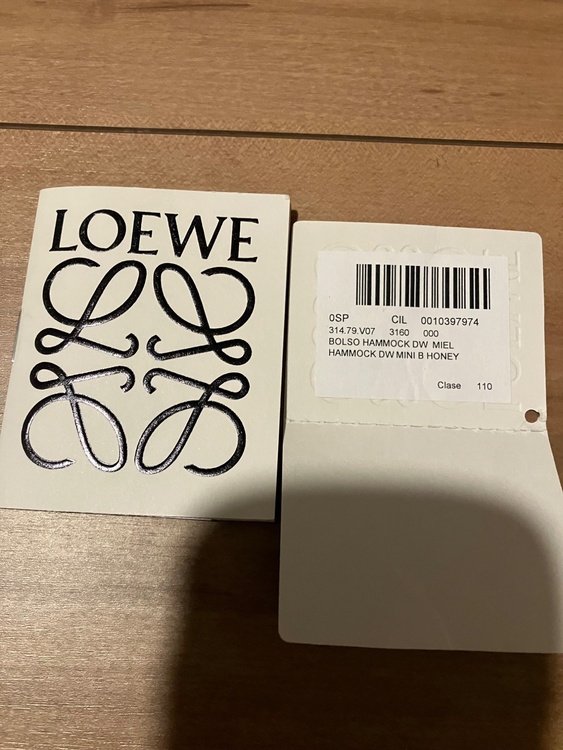 LOEWE
0SP CIL 0010397974
314.79.V07 3160 000
BOLSO HAMMOCK DW MIEL
HAMMOCK DW MINI B HONEY
Clase 110